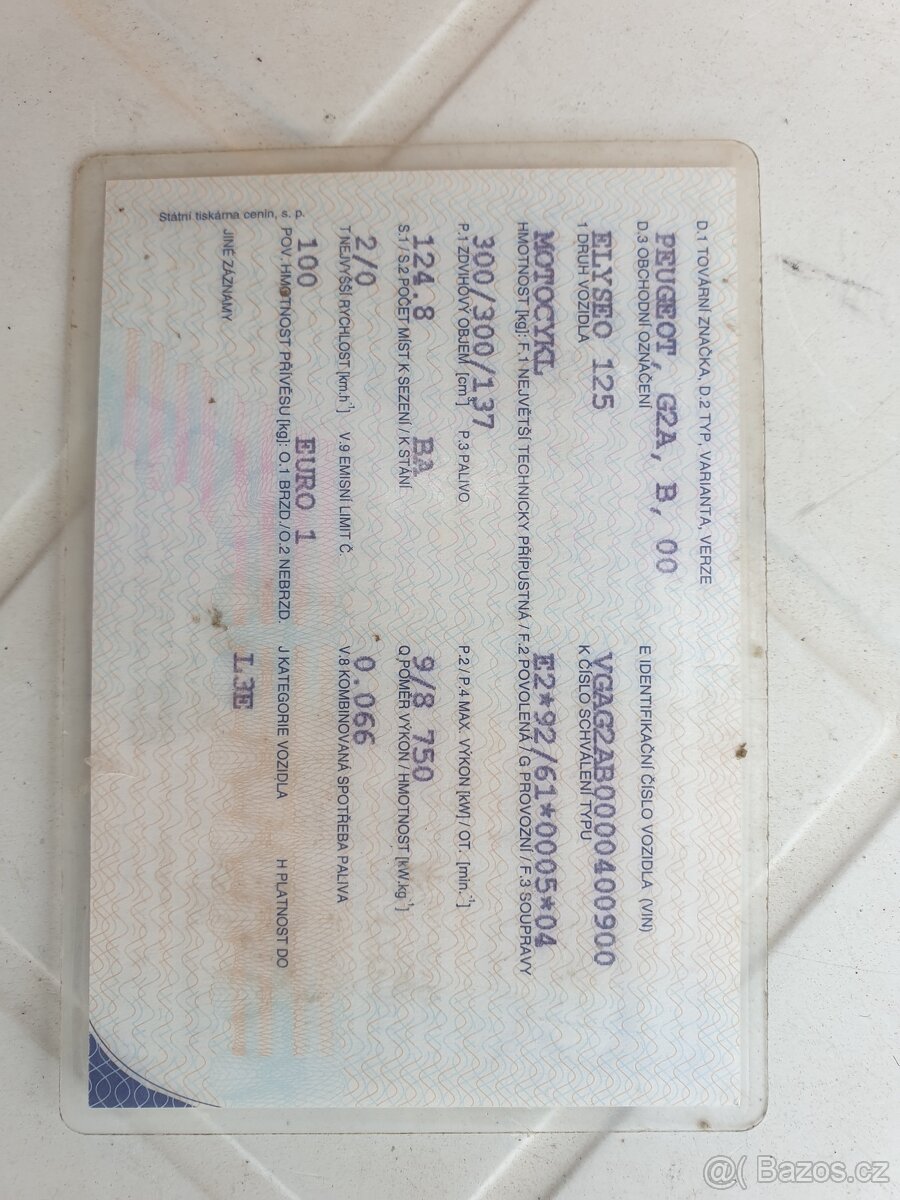 D.1 TOVÁRNÍ ZNAČKA, D.2 TYP, VARIANTA, VERZE
PEUGEOT, G2A, B, 00
D.3 OBCHODNÍ OZNAČENÍ E IDENTIFIKAČNÍ ČÍSLO VOZIDLA (VIN)
ELYSEO 125 VGAG2AB0000400900
1 DRUH VOZIDLA K ČÍSLO SCHVÁLENÍ TYPU
MOTOCYKL E2*92/61*0005*04
HMOTNOST [kg]: F.1 NEJVĚTŠÍ TECHNICKY PŘÍPUSTNÁ / F.2 POVOLENÁ / G PROVOZNÍ / F.3 SOUPRAVY
300/300/137
P.1 ZDVIHOVÝ OBJEM [cm³] P.3 PALIVO P.2 / P.4 MAX. VÝKON [kW] / OT. [min.⁻¹]
124.8 BA 9/8 750
S.1 / S.2 POČET MÍST K SEZENÍ / K STÁNÍ Q POMĚR VÝKON / HMOTNOST [kW.kg⁻¹]
2/0 0.066
T NEJVYŠŠÍ RYCHLOST [km.h⁻¹] V.9 EMISNÍ LIMIT Č. V.8 KOMBINOVANÁ SPOTŘEBA PALIVA
100 EURO 1
POV. HMOTNOST PŘÍVĚSU [kg]: O.1 BRZD./O.2 NEBRZD. J KATEGORIE VOZIDLA H PLATNOST DO
L3E
JINÉ ZÁZNAMY
Státní tiskárna cenin, s. p.
@( Bazos.cz